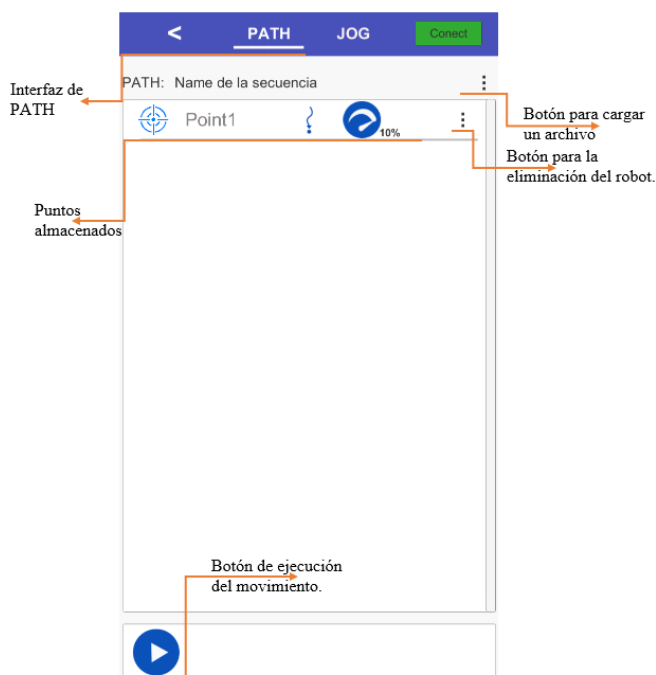 < PATH JOG Conect
Interfaz de
PATH
PATH: Name de la secuencia
Point1 10%
Botón para cargar
un archivo
Botón para la
eliminación del robot.
Puntos
almacenados
Botón de ejecución
del movimiento.